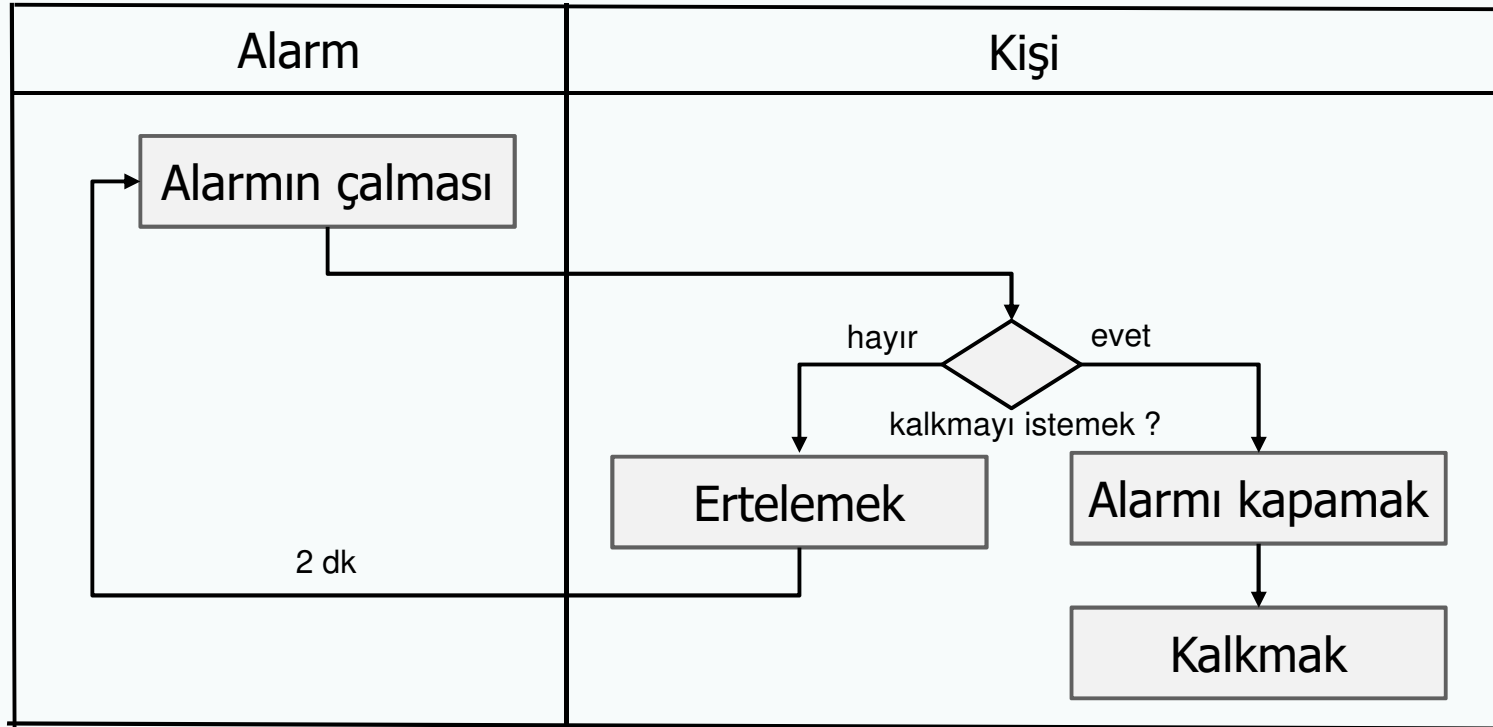 Alarm
Kişi
Alarmın çalması
hayır
evet
kalkmayı istemek ?
Ertelemek
Alarmı kapamak
2 dk
Kalkmak